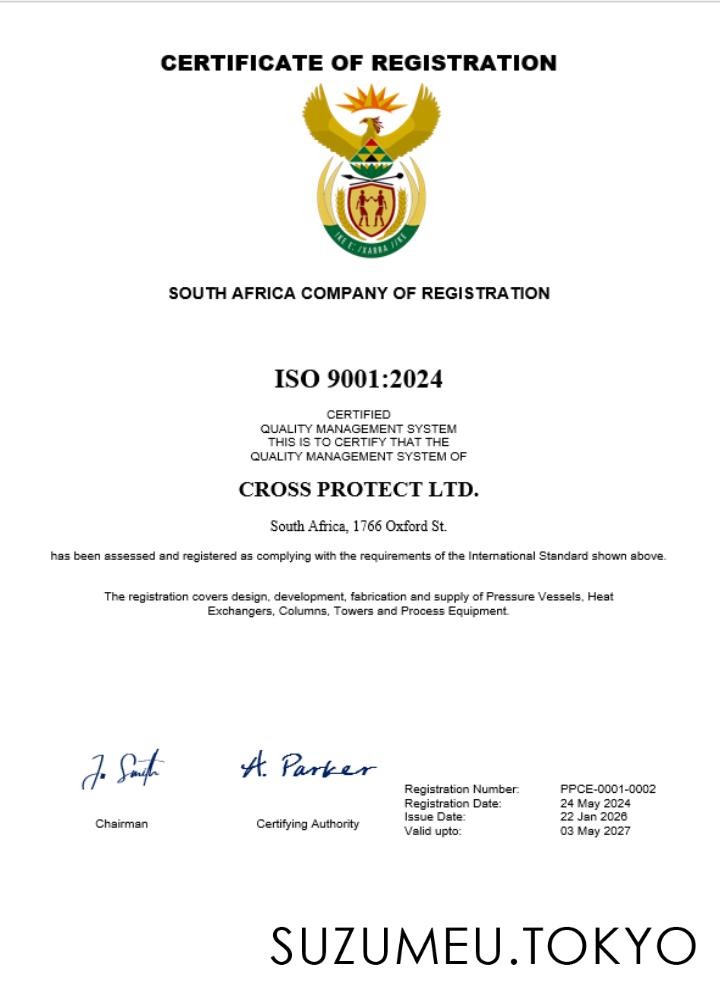 CERTIFICATE OF REGISTRATION
!KE E: /XARRA //KE
SOUTH AFRICA COMPANY OF REGISTRATION
ISO 9001:2024
CERTIFIED
QUALITY MANAGEMENT SYSTEM
THIS IS TO CERTIFY THAT THE
QUALITY MANAGEMENT SYSTEM OF
CROSS PROTECT LTD.
South Africa, 1766 Oxford St.
has been assessed and registered as complying with the requirements of the International Standard shown above.
The registration covers design, development, fabrication and supply of Pressure Vessels, Heat
Exchangers, Columns, Towers and Process Equipment.
J. Smith
A. Parker
Chairman
Certifying Authority
Registration Number: PPCE-0001-0002
Registration Date: 24 May 2024
Issue Date: 22 Jan 2026
Valid upto: 03 May 2027
SUZUMEU.TOKYO